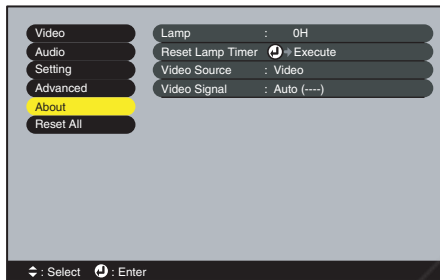 Video
Audio
Setting
Advanced
About
Reset All
Lamp : 0H
Reset Lamp Timer Execute
Video Source : Video
Video Signal : Auto (----)
: Select : Enter